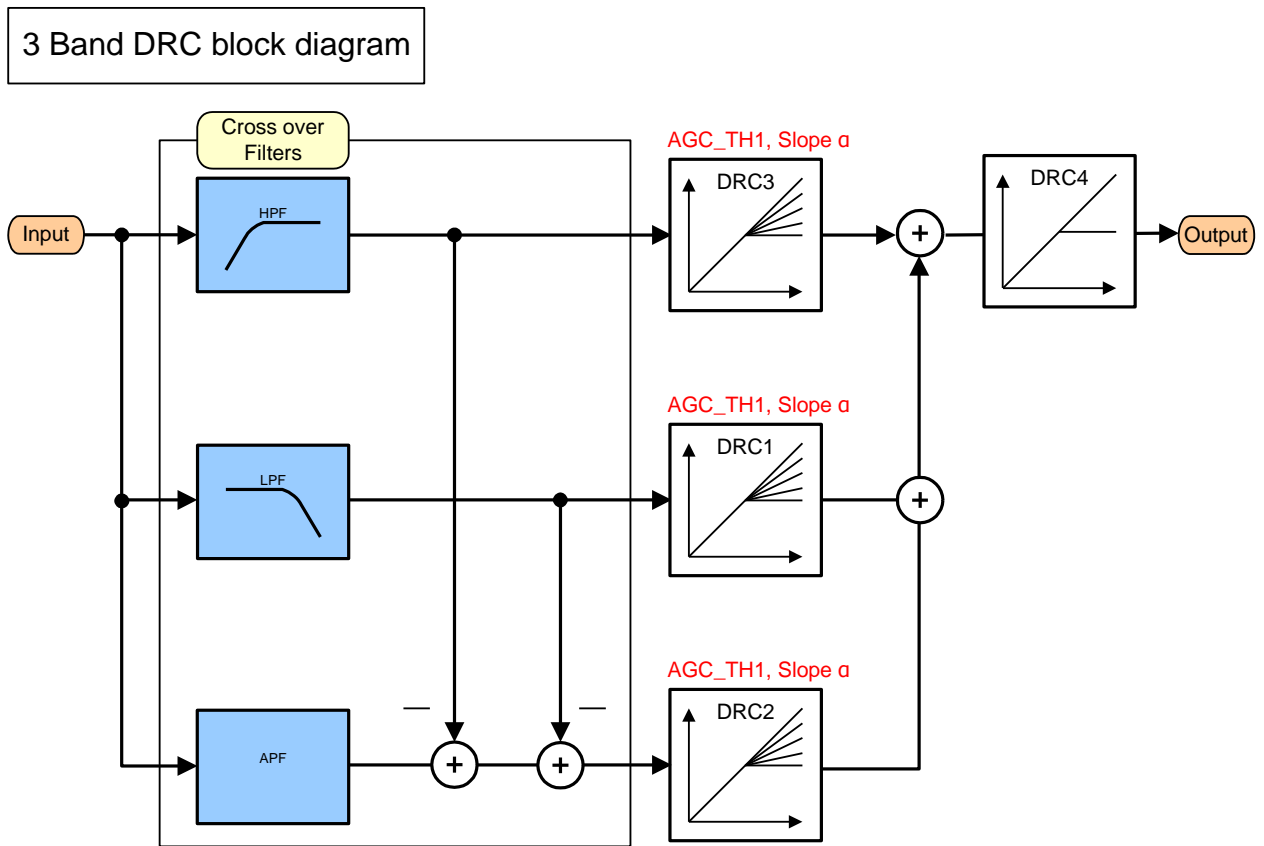 3 Band DRC block diagram
Cross over
Filters
AGC_TH1, Slope α
HPF
DRC3
DRC4
Input
+
Output
AGC_TH1, Slope α
LPF
DRC1
+
AGC_TH1, Slope α
—
—
DRC2
APF
+
+